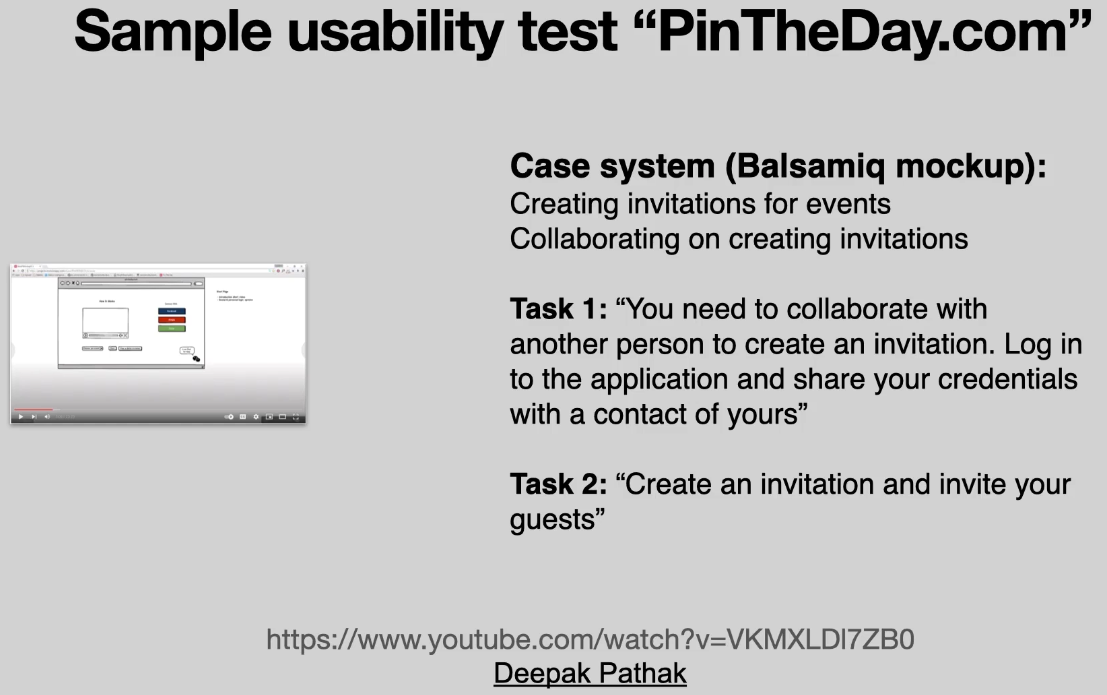 Sample usability test “PinTheDay.com”
Case system (Balsamiq mockup):
Creating invitations for events
Collaborating on creating invitations
Task 1: “You need to collaborate with
another person to create an invitation. Log in
to the application and share your credentials
with a contact of yours”
Task 2: “Create an invitation and invite your
guests”
https://www.youtube.com/watch?v=VKMXLDl7ZB0
Deepak Pathak